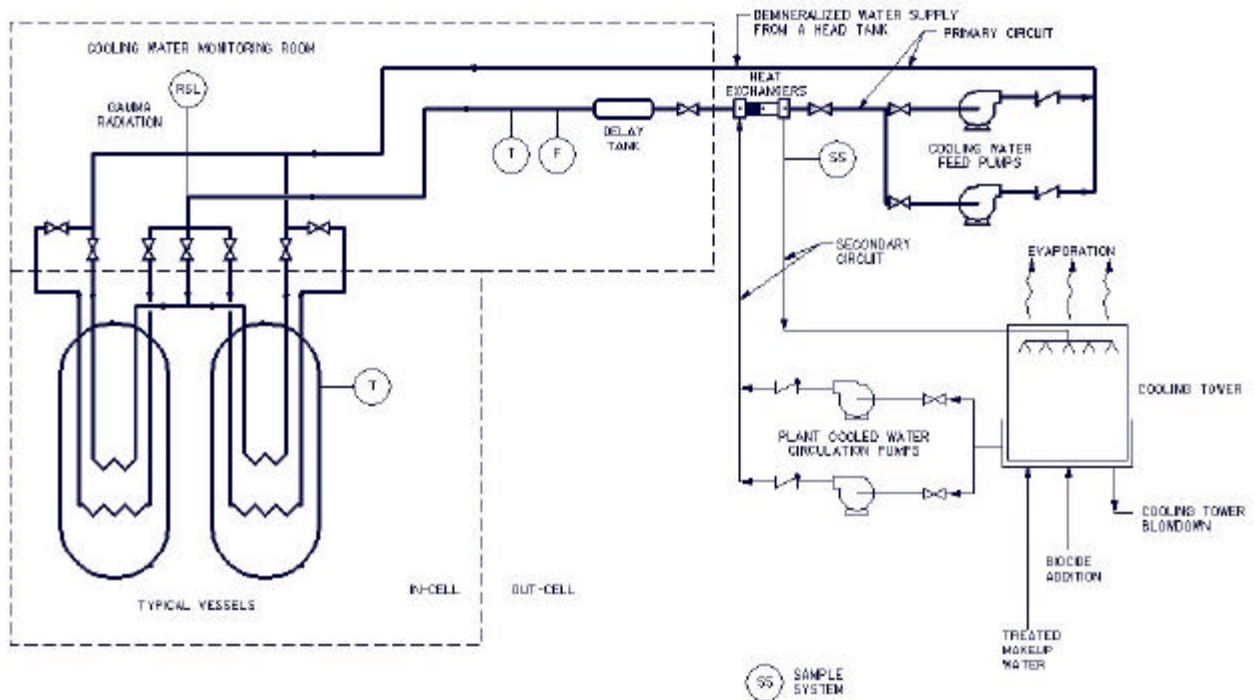 DEMINERALIZED WATER SUPPLY
FROM A HEAD TANK
PRIMARY CIRCUIT
COOLING WATER MONITORING ROOM
RSL
GAMMA
RADIATION
HEAT
EXCHANGERS
DELAY
TANK
T
F
SS
COOLING WATER
FEED PUMPS
SECONDARY
CIRCUIT
EVAPORATION
T
COOLING TOWER
PLANT COOLED WATER
CIRCULATION PUMPS
COOLING TOWER
BLOWDOWN
BIOCIDE
ADDITION
IN-CELL
OUT-CELL
TYPICAL VESSELS
TREATED
MAKEUP
WATER
SS
SAMPLE
SYSTEM